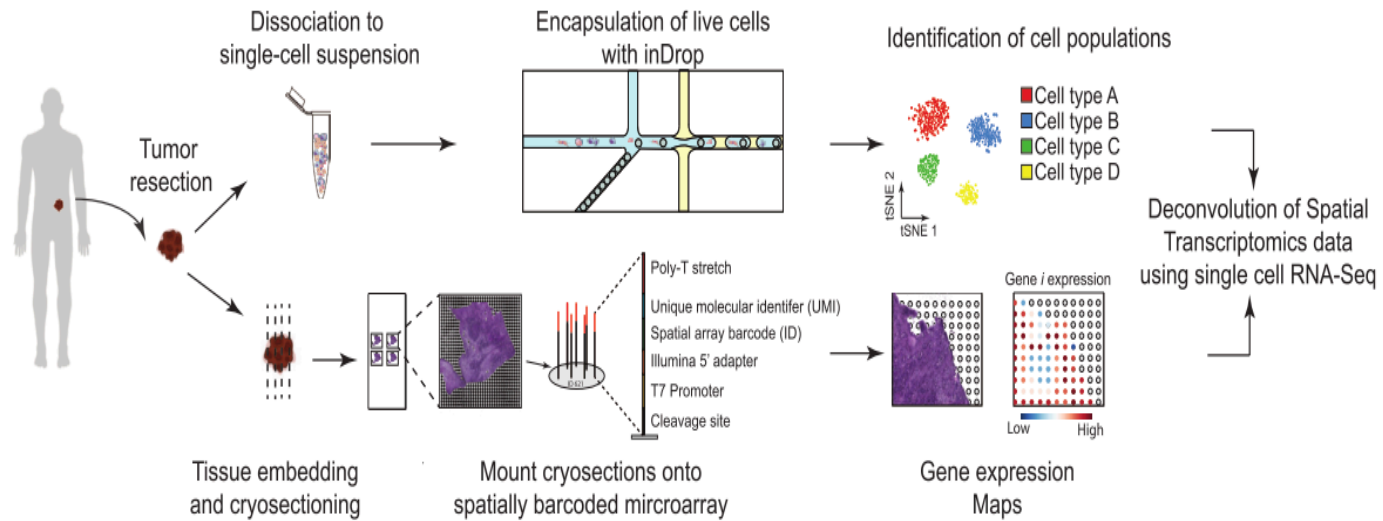 Dissociation to
single-cell suspension
Encapsulation of live cells
with inDrop
Identification of cell populations
Cell type A
Cell type B
Cell type C
Cell type D
tSNE 2
tSNE 1
Tumor
resection
Deconvolution of Spatial
Transcriptomics data
using single cell RNA-Seq
Poly-T stretch
Unique molecular identifer (UMI)
Spatial array barcode (ID)
Illumina 5' adapter
T7 Promoter
Cleavage site
ID 621
Gene i expression
Low
High
Tissue embedding
and cryosectioning
Mount cryosections onto
spatially barcoded mircroarray
Gene expression
Maps